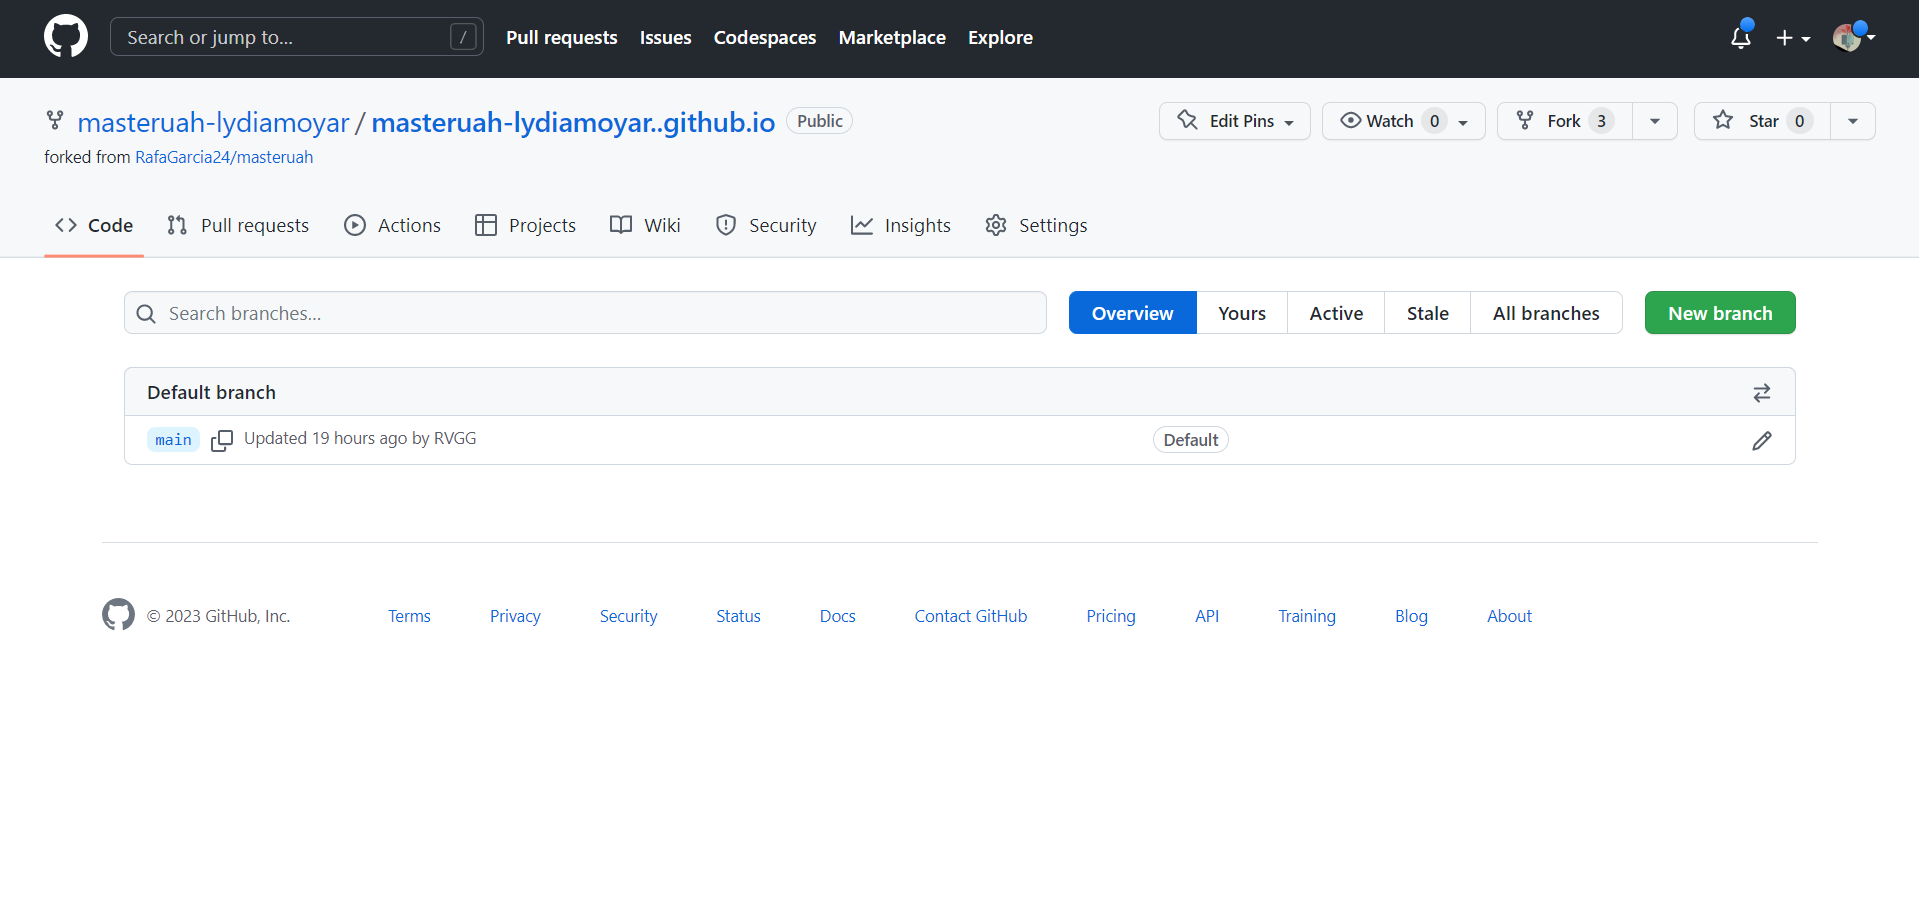 Search or jump to... /
Pull requests Issues Codespaces Marketplace Explore
masteruah-lydiamoyar / masteruah-lydiamoyar..github.io Public
Edit Pins Watch 0 Fork 3 Star 0
forked from RafaGarcia24/masteruah
Code Pull requests Actions Projects Wiki Security Insights Settings
Search branches... Overview Yours Active Stale All branches New branch
Default branch
main Updated 19 hours ago by RVGG Default
© 2023 GitHub, Inc. Terms Privacy Security Status Docs Contact GitHub Pricing API Training Blog About